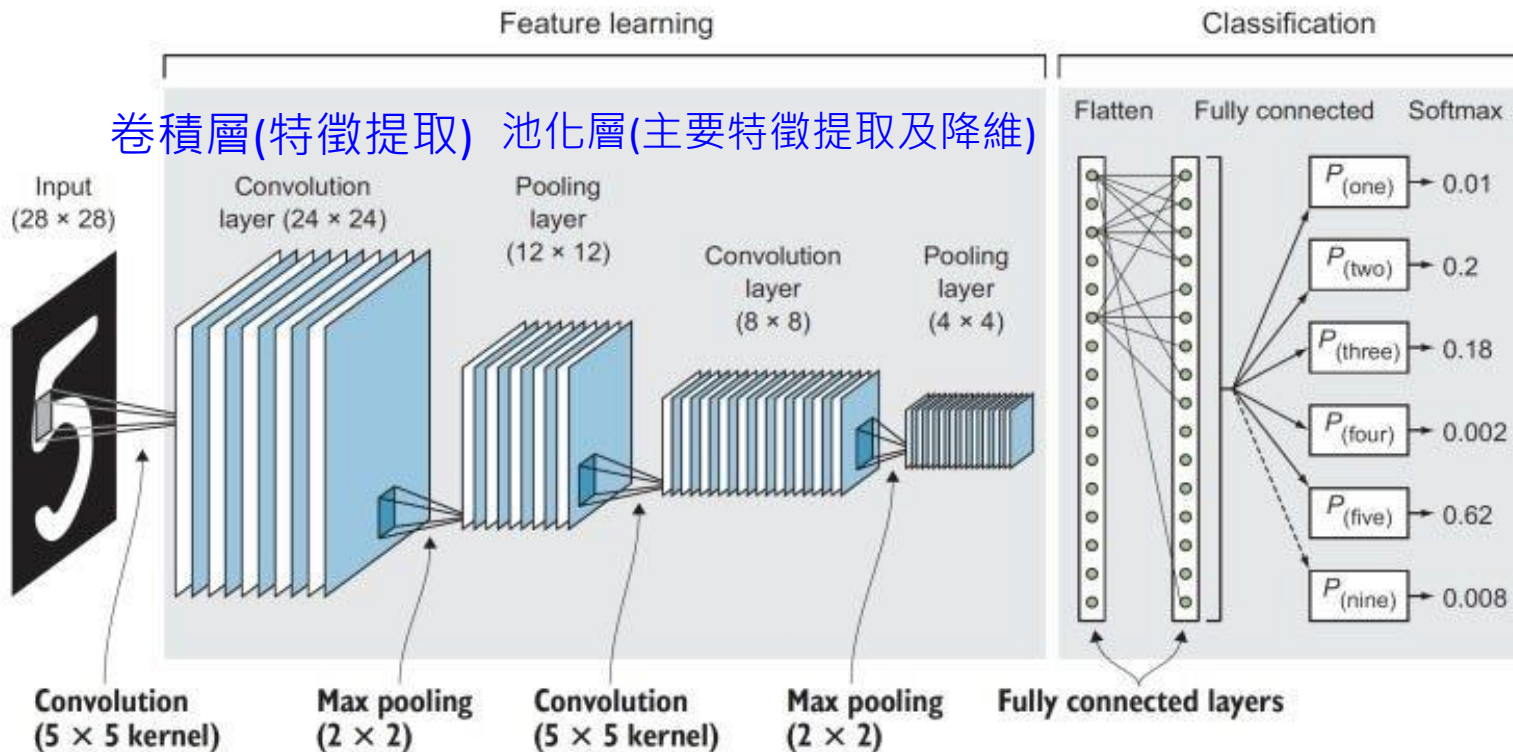 Feature learning
Classification
卷積層(特徵提取) 池化層(主要特徵提取及降維)
Flatten Fully connected Softmax
Input
(28 × 28)
Convolution
layer (24 × 24)
Pooling
layer
(12 × 12)
Convolution
layer
(8 × 8)
Pooling
layer
(4 × 4)
P(one) 0.01
P(two) 0.2
P(three) 0.18
P(four) 0.002
P(five) 0.62
P(nine) 0.008
Convolution
(5 × 5 kernel)
Max pooling
(2 × 2)
Convolution
(5 × 5 kernel)
Max pooling
(2 × 2)
Fully connected layers